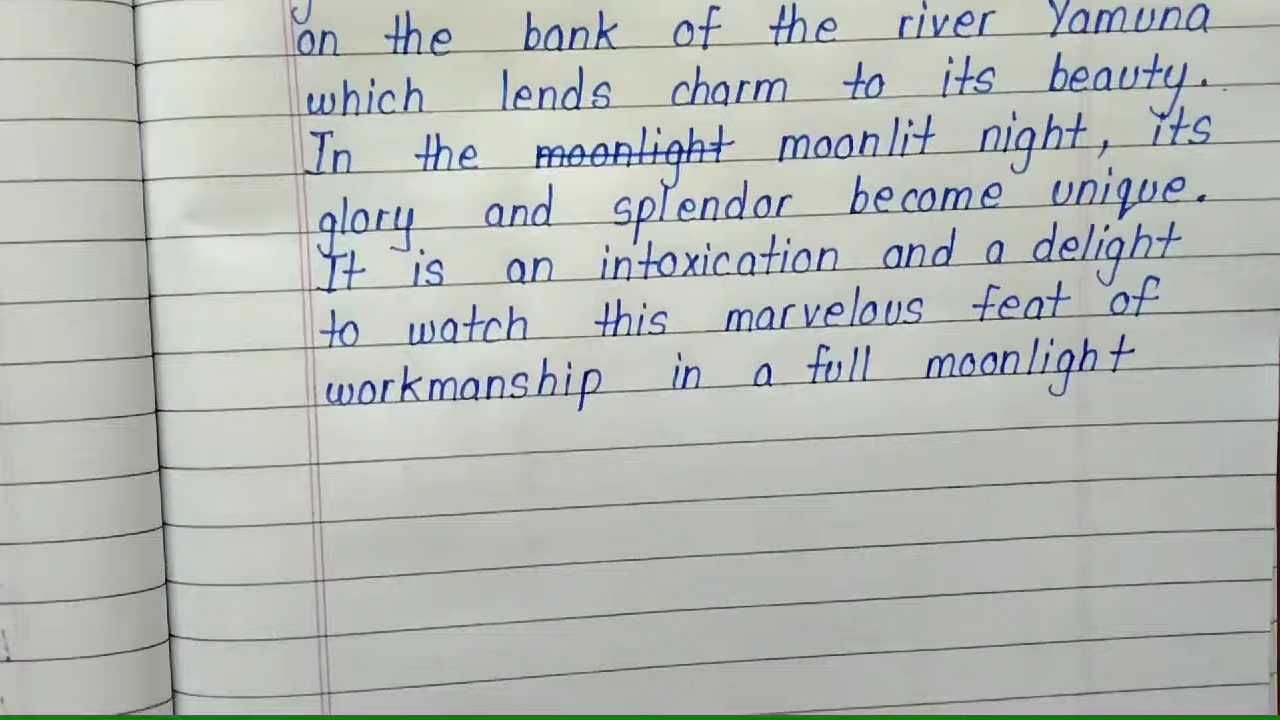 on the bank of the river Yamuna
which lends charm to its beauty.
In the moonlight moonlit night, its
glory and splendor become unique.
It is an intoxication and a delight
to watch this marvelous feat of
workmanship in a full moonlight